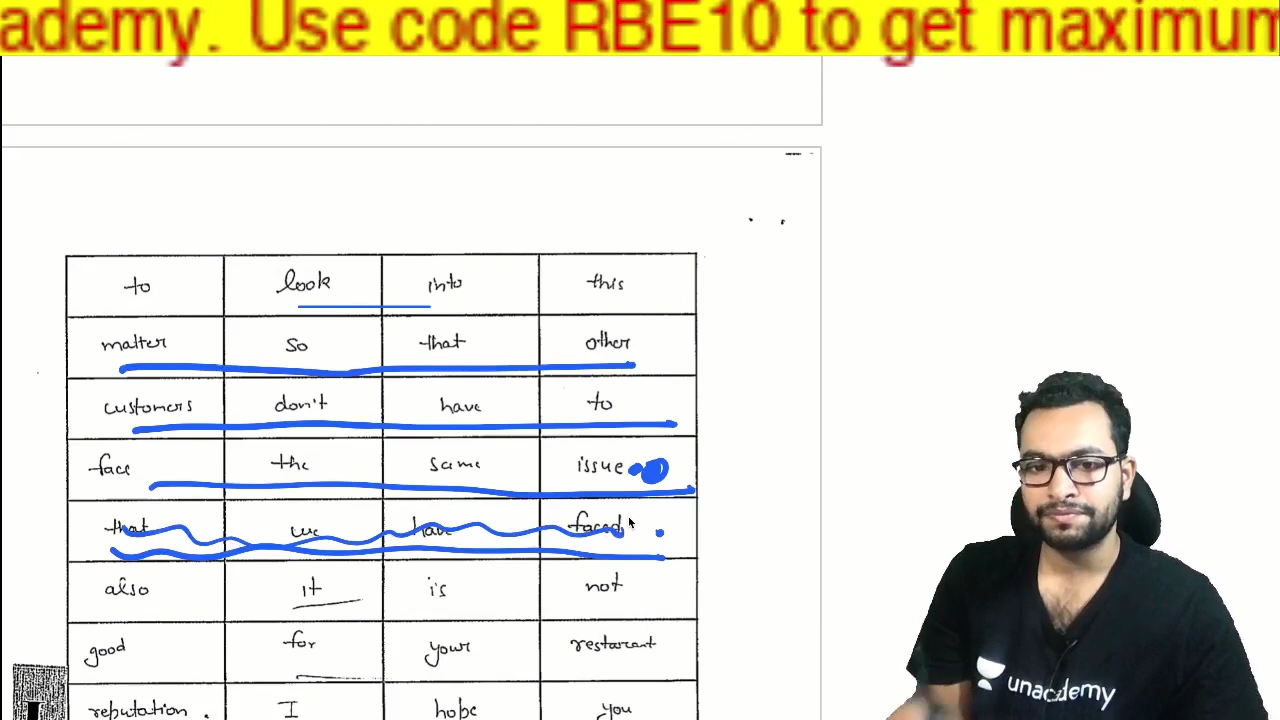 ademy. Use code RBE10 to get maximum
to look into this
matter so that other
customers don't have to
face the same issue.
that we have faced.
also it is not
good for your restarant
reputation. I hope you
unacademy